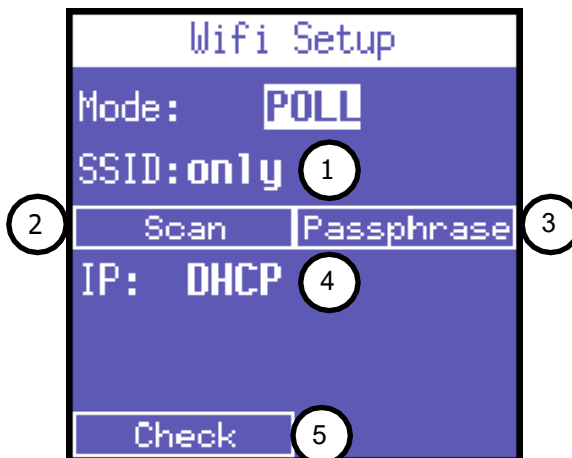 Wifi Setup
Mode: POLL
SSID:only 1
2 Scan Passphrase 3
IP: DHCP 4
Check 5